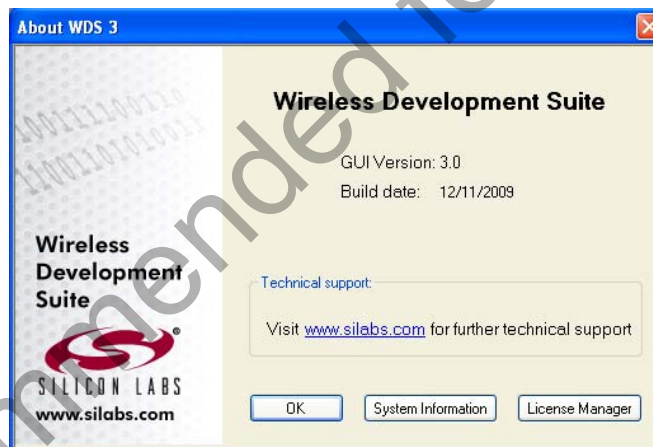 About WDS 3
Wireless Development Suite
GUI Version: 3.0
Build date: 12/11/2009
Wireless
Development
Suite
SILICON LABS
www.silabs.com
Technical support:
Visit www.silabs.com for further technical support
OK
System Information
License Manager